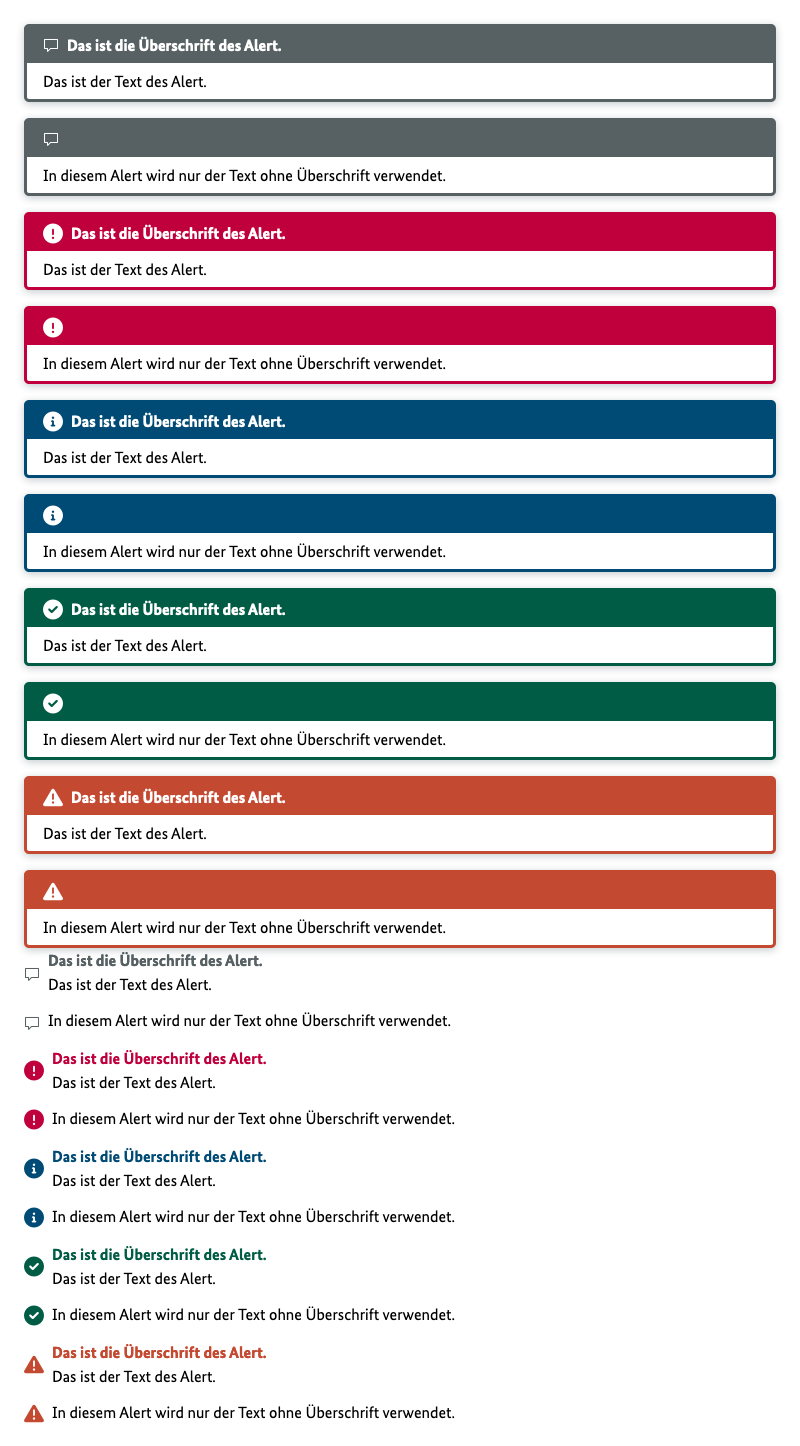 Das ist die Überschrift des Alert.
Das ist der Text des Alert.
In diesem Alert wird nur der Text ohne Überschrift verwendet.
Das ist die Überschrift des Alert.
Das ist der Text des Alert.
In diesem Alert wird nur der Text ohne Überschrift verwendet.
Das ist die Überschrift des Alert.
Das ist der Text des Alert.
In diesem Alert wird nur der Text ohne Überschrift verwendet.
Das ist die Überschrift des Alert.
Das ist der Text des Alert.
In diesem Alert wird nur der Text ohne Überschrift verwendet.
Das ist die Überschrift des Alert.
Das ist der Text des Alert.
In diesem Alert wird nur der Text ohne Überschrift verwendet.
Das ist die Überschrift des Alert.
Das ist der Text des Alert.
In diesem Alert wird nur der Text ohne Überschrift verwendet.
Das ist die Überschrift des Alert.
Das ist der Text des Alert.
In diesem Alert wird nur der Text ohne Überschrift verwendet.
Das ist die Überschrift des Alert.
Das ist der Text des Alert.
In diesem Alert wird nur der Text ohne Überschrift verwendet.
Das ist die Überschrift des Alert.
Das ist der Text des Alert.
In diesem Alert wird nur der Text ohne Überschrift verwendet.
Das ist die Überschrift des Alert.
Das ist der Text des Alert.
In diesem Alert wird nur der Text ohne Überschrift verwendet.